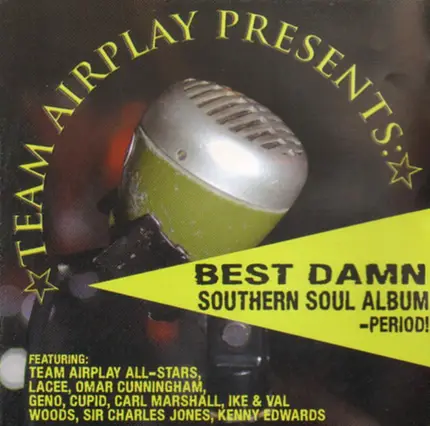 ☆TEAM AIRPLAY PRESENTS:☆
BEST DAMN
SOUTHERN SOUL ALBUM
-PERIOD!
FEATURING:
TEAM AIRPLAY ALL-STARS,
LACEE, OMAR CUNNINGHAM,
GENO, CUPID, CARL MARSHALL, IKE & VAL
WOODS, SIR CHARLES JONES, KENNY EDWARDS